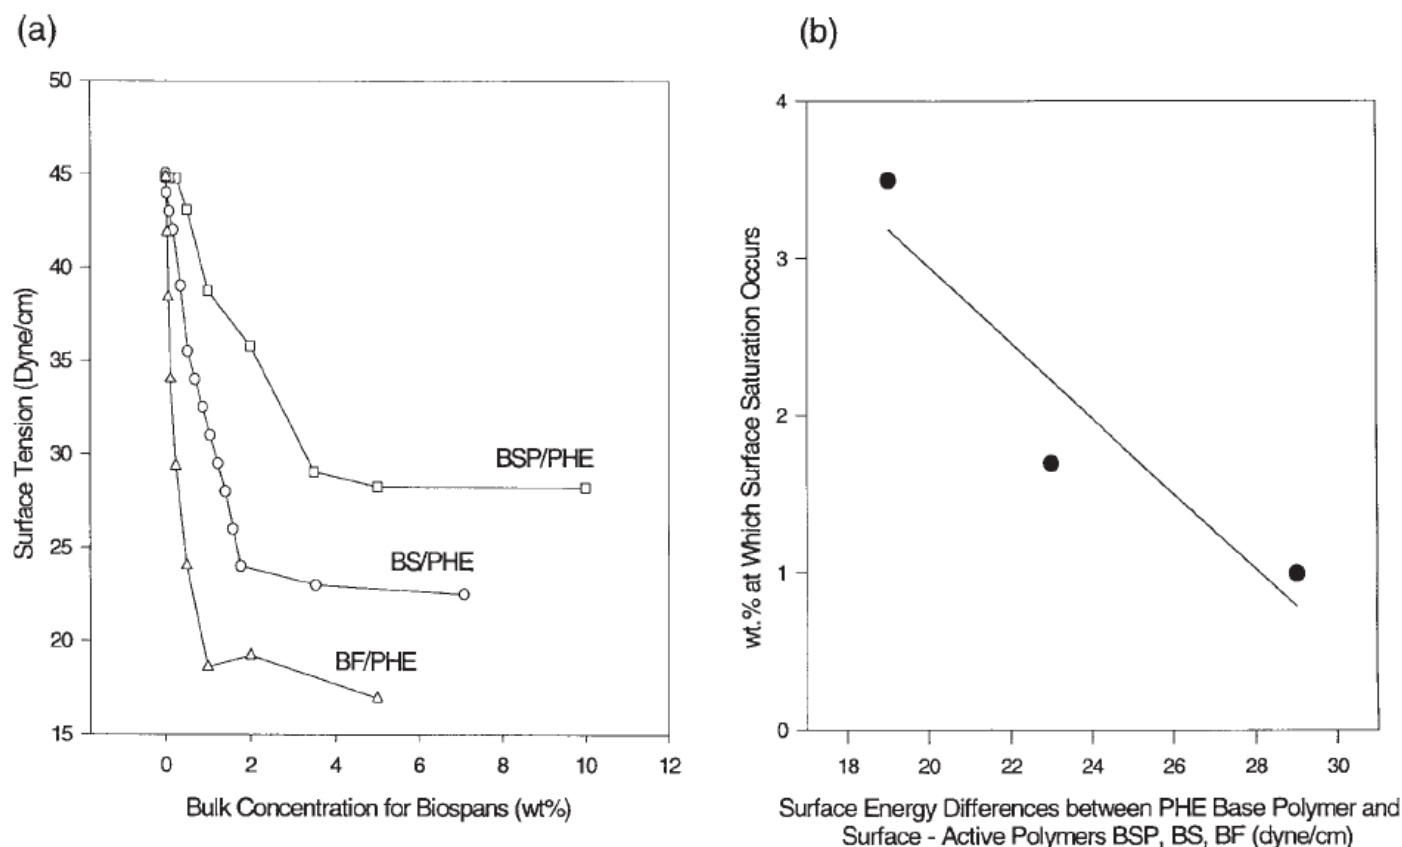 (a)
50
45
40
35
30
25
20
15
Surface Tension (Dyne/cm)
BSP/PHE
BS/PHE
BF/PHE
0 2 4 6 8 10 12
Bulk Concentration for Biospans (wt%)
(b)
4
3
2
1
0
wt.% at Which Surface Saturation Occurs
18 20 22 24 26 28 30
Surface Energy Differences between PHE Base Polymer and
Surface - Active Polymers BSP, BS, BF (dyne/cm)